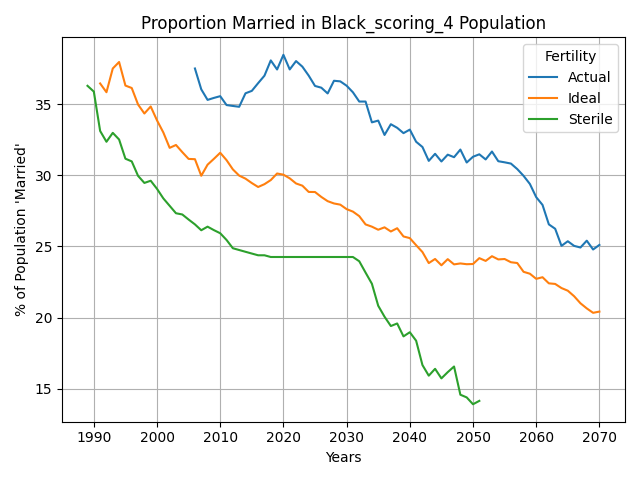 Proportion Married in Black_scoring_4 Population
% of Population 'Married'
35
30
25
20
15
Fertility
Actual
Ideal
Sterile
1990 2000 2010 2020 2030 2040 2050 2060 2070
Years